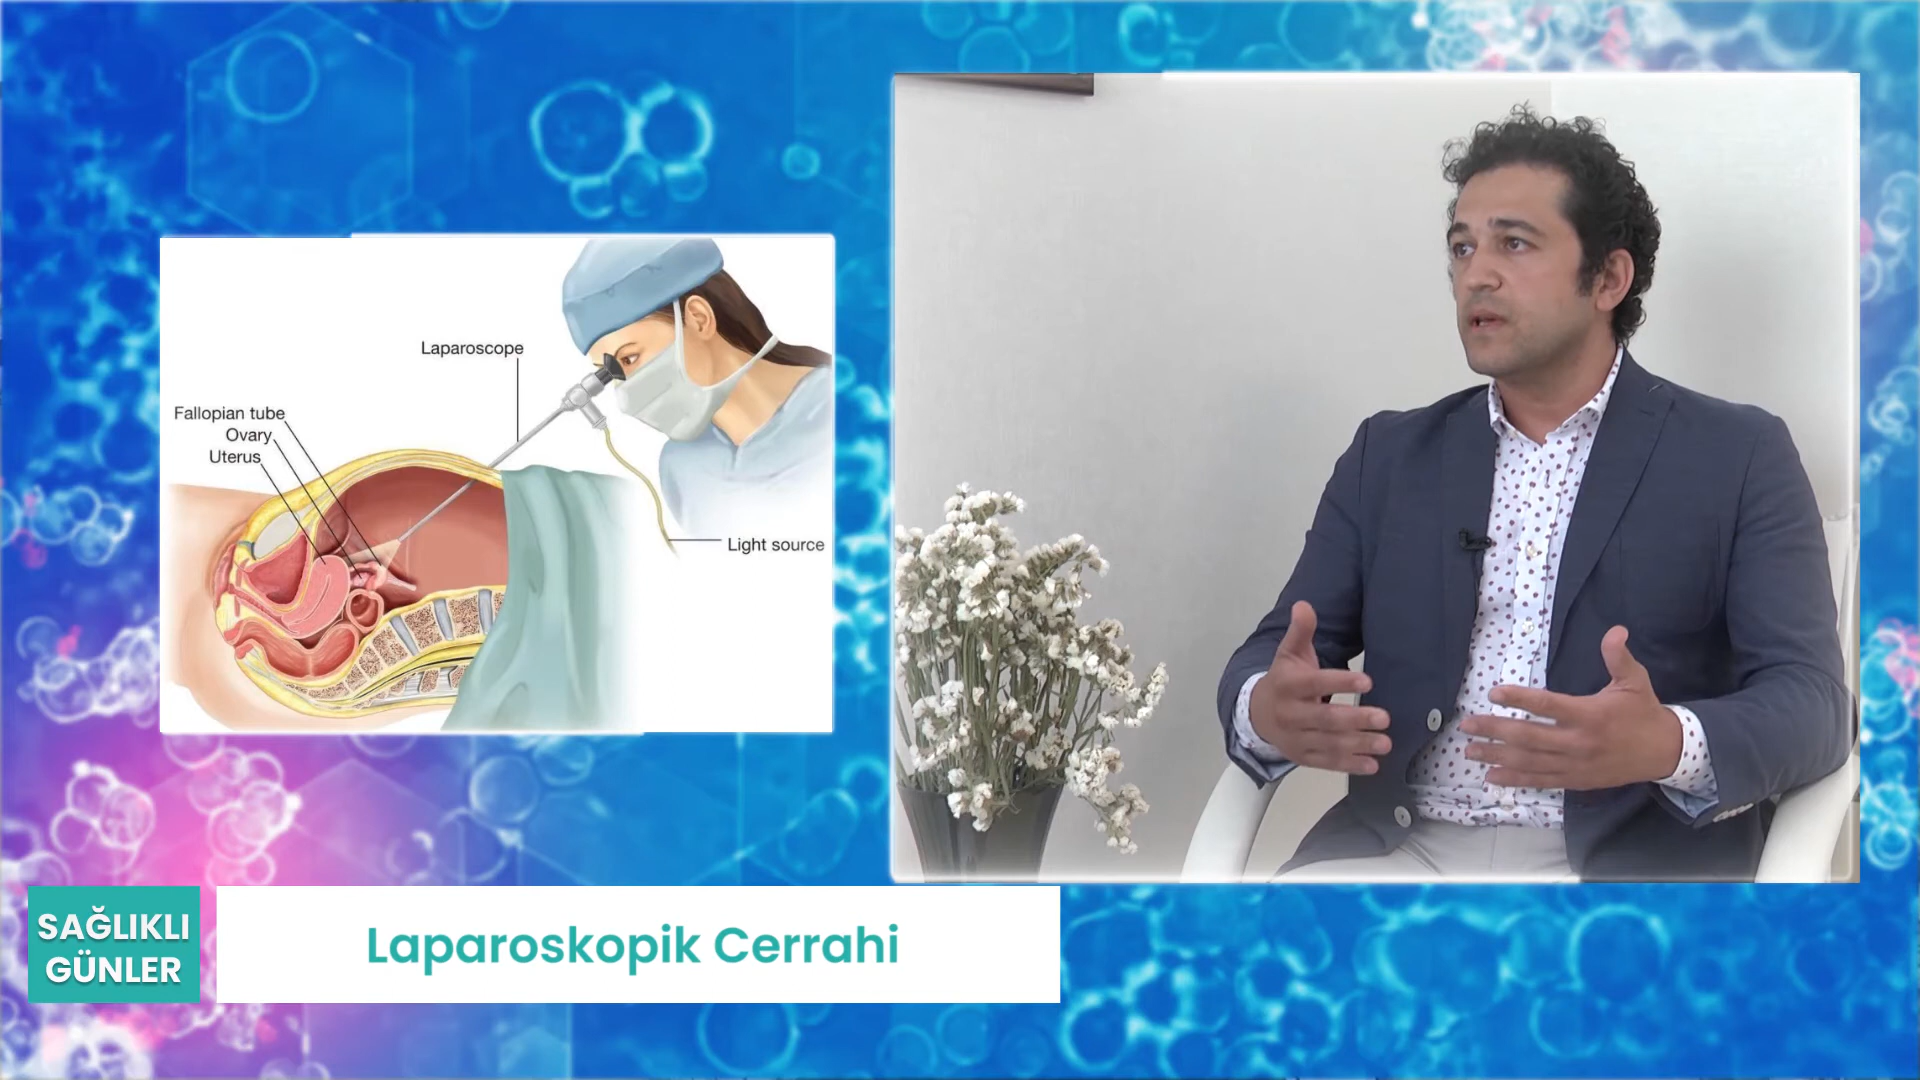 Laparoscope
Fallopian tube
Ovary
Uterus
Light source
SAĞLIKLI
GÜNLER
Laparoskopik Cerrahi